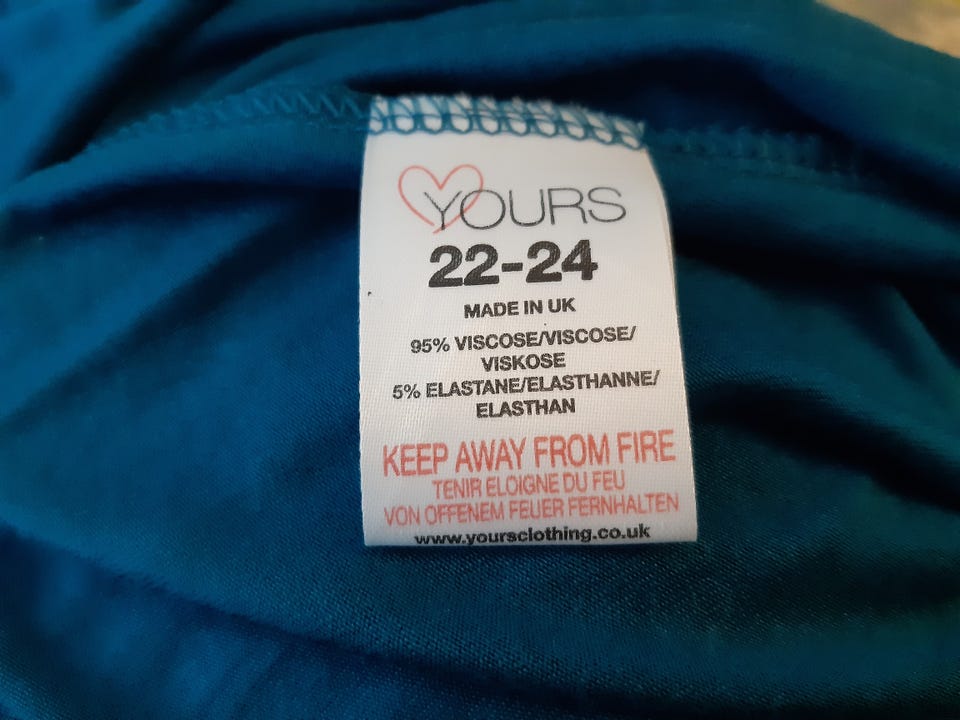 YOURS
22-24
MADE IN UK
95% VISCOSE/VISCOSE/
VISKOSE
5% ELASTANE/ELASTHANNE/
ELASTHAN
KEEP AWAY FROM FIRE
TENIR ELOIGNE DU FEU
VON OFFENEM FEUER FERNHALTEN
www.yoursclothing.co.uk